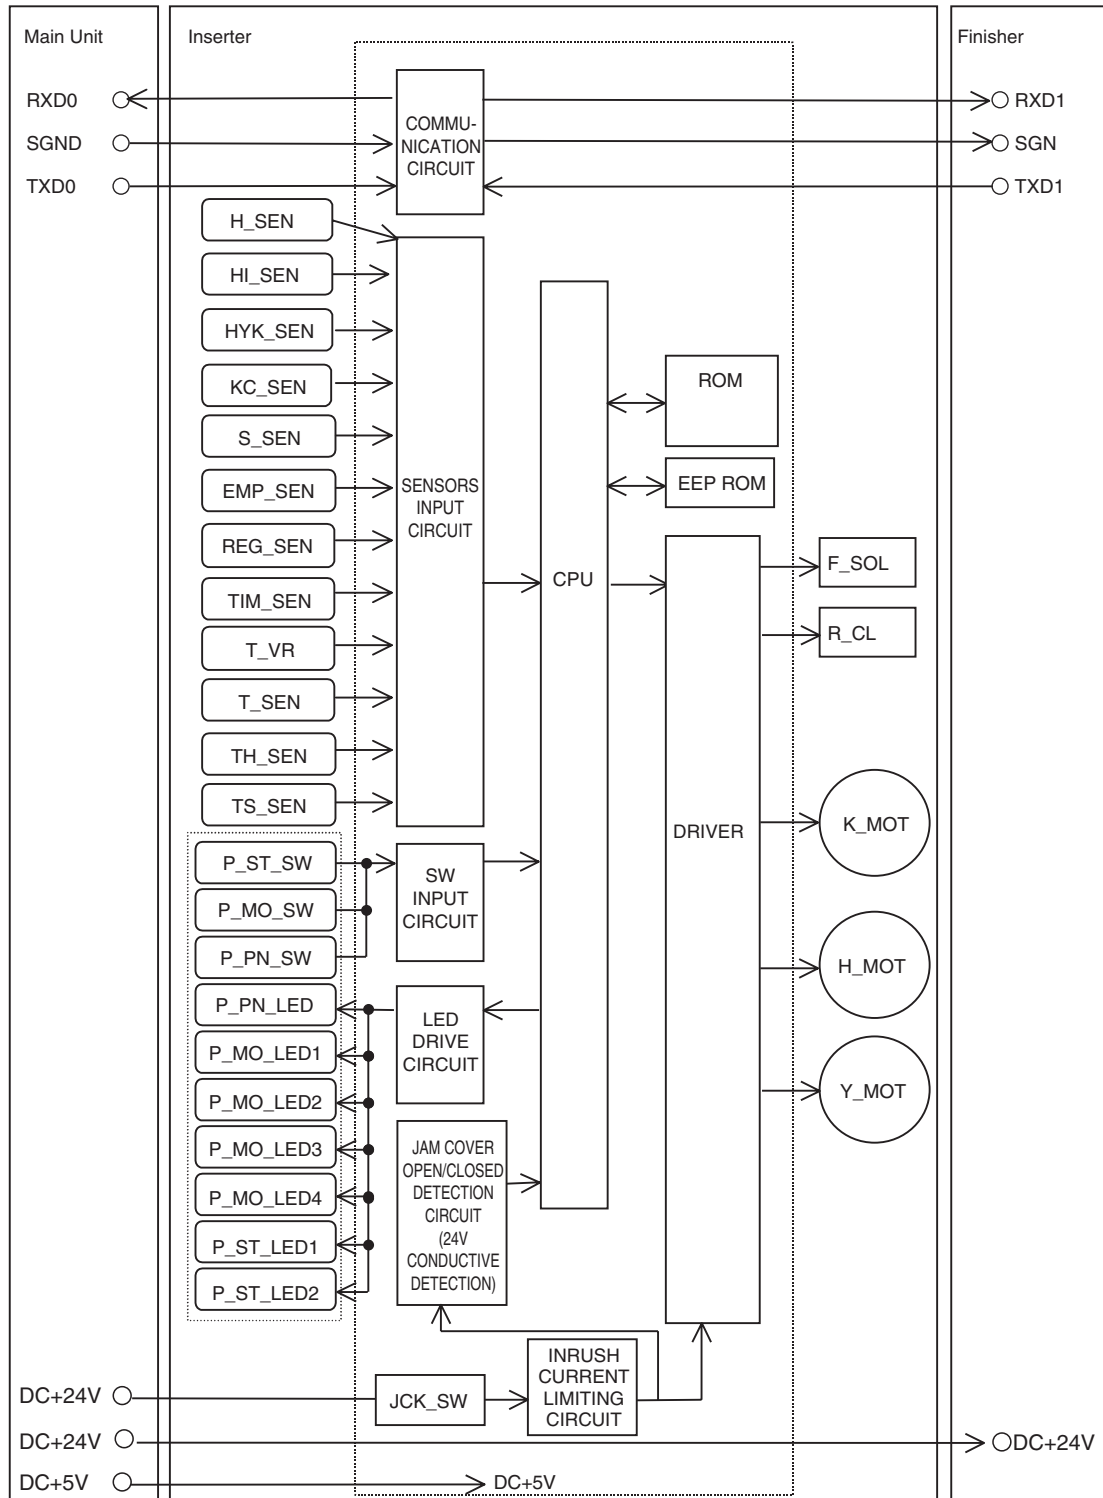 Main Unit
Inserter
Finisher
RXD0
RXD1
SGND
SGN
TXD0
TXD1
COMMU-
NICATION
CIRCUIT
H_SEN
HI_SEN
HYK_SEN
KC_SEN
S_SEN
EMP_SEN
REG_SEN
TIM_SEN
T_VR
T_SEN
TH_SEN
TS_SEN
SENSORS
INPUT
CIRCUIT
CPU
ROM
EEP ROM
DRIVER
F_SOL
R_CL
K_MOT
H_MOT
Y_MOT
P_ST_SW
P_MO_SW
P_PN_SW
SW
INPUT
CIRCUIT
P_PN_LED
P_MO_LED1
P_MO_LED2
P_MO_LED3
P_MO_LED4
P_ST_LED1
P_ST_LED2
LED
DRIVE
CIRCUIT
JAM COVER
OPEN/CLOSED
DETECTION
CIRCUIT
(24V
CONDUCTIVE
DETECTION)
DC+24V
JCK_SW
INRUSH
CURRENT
LIMITING
CIRCUIT
DC+24V
DC+24V
DC+5V
DC+5V